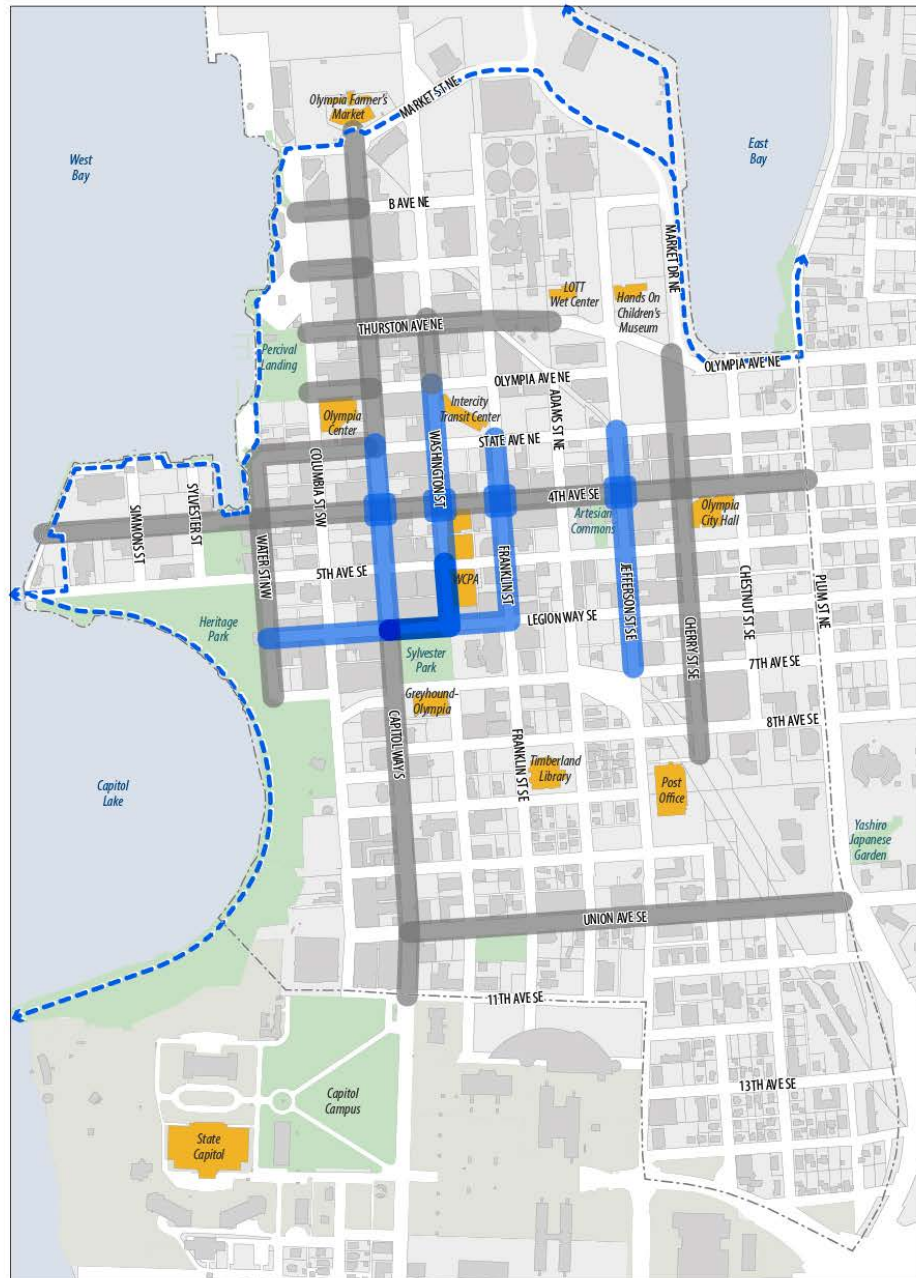 Olympia Farmer's
Market
MARKET ST NE
West
Bay
East
Bay
B AVE NE
MARKET DR NE
LOTT
Wet Center
Hands On
Children's
Museum
THURSTON AVE NE
Percival
Landing
OLYMPIA AVE NE
OLYMPIA AVE NE
Olympia
Center
Intercity
Transit Center
ADAMS ST NE
WASHINGTON ST
STATE AVE NE
COLUMBIA ST SW
SYLVESTER ST
SIMMONS ST
4TH AVE SE
Artesian
Commons
Olympia
City Hall
WATER ST NW
5TH AVE SE
WCPA
FRANKLIN ST
JEFFERSON ST SE
CHERRY ST SE
CHESTNUT ST SE
PLUM ST NE
Heritage
Park
LEGION WAY SE
Sylvester
Park
7TH AVE SE
Greyhound-
Olympia
CAPITOL WAY S
8TH AVE SE
FRANKLIN ST SE
Timberland
Library
Post
Office
Capitol
Lake
Yashiro
Japanese
Garden
UNION AVE SE
11TH AVE SE
13TH AVE SE
Capitol
Campus
State
Capitol